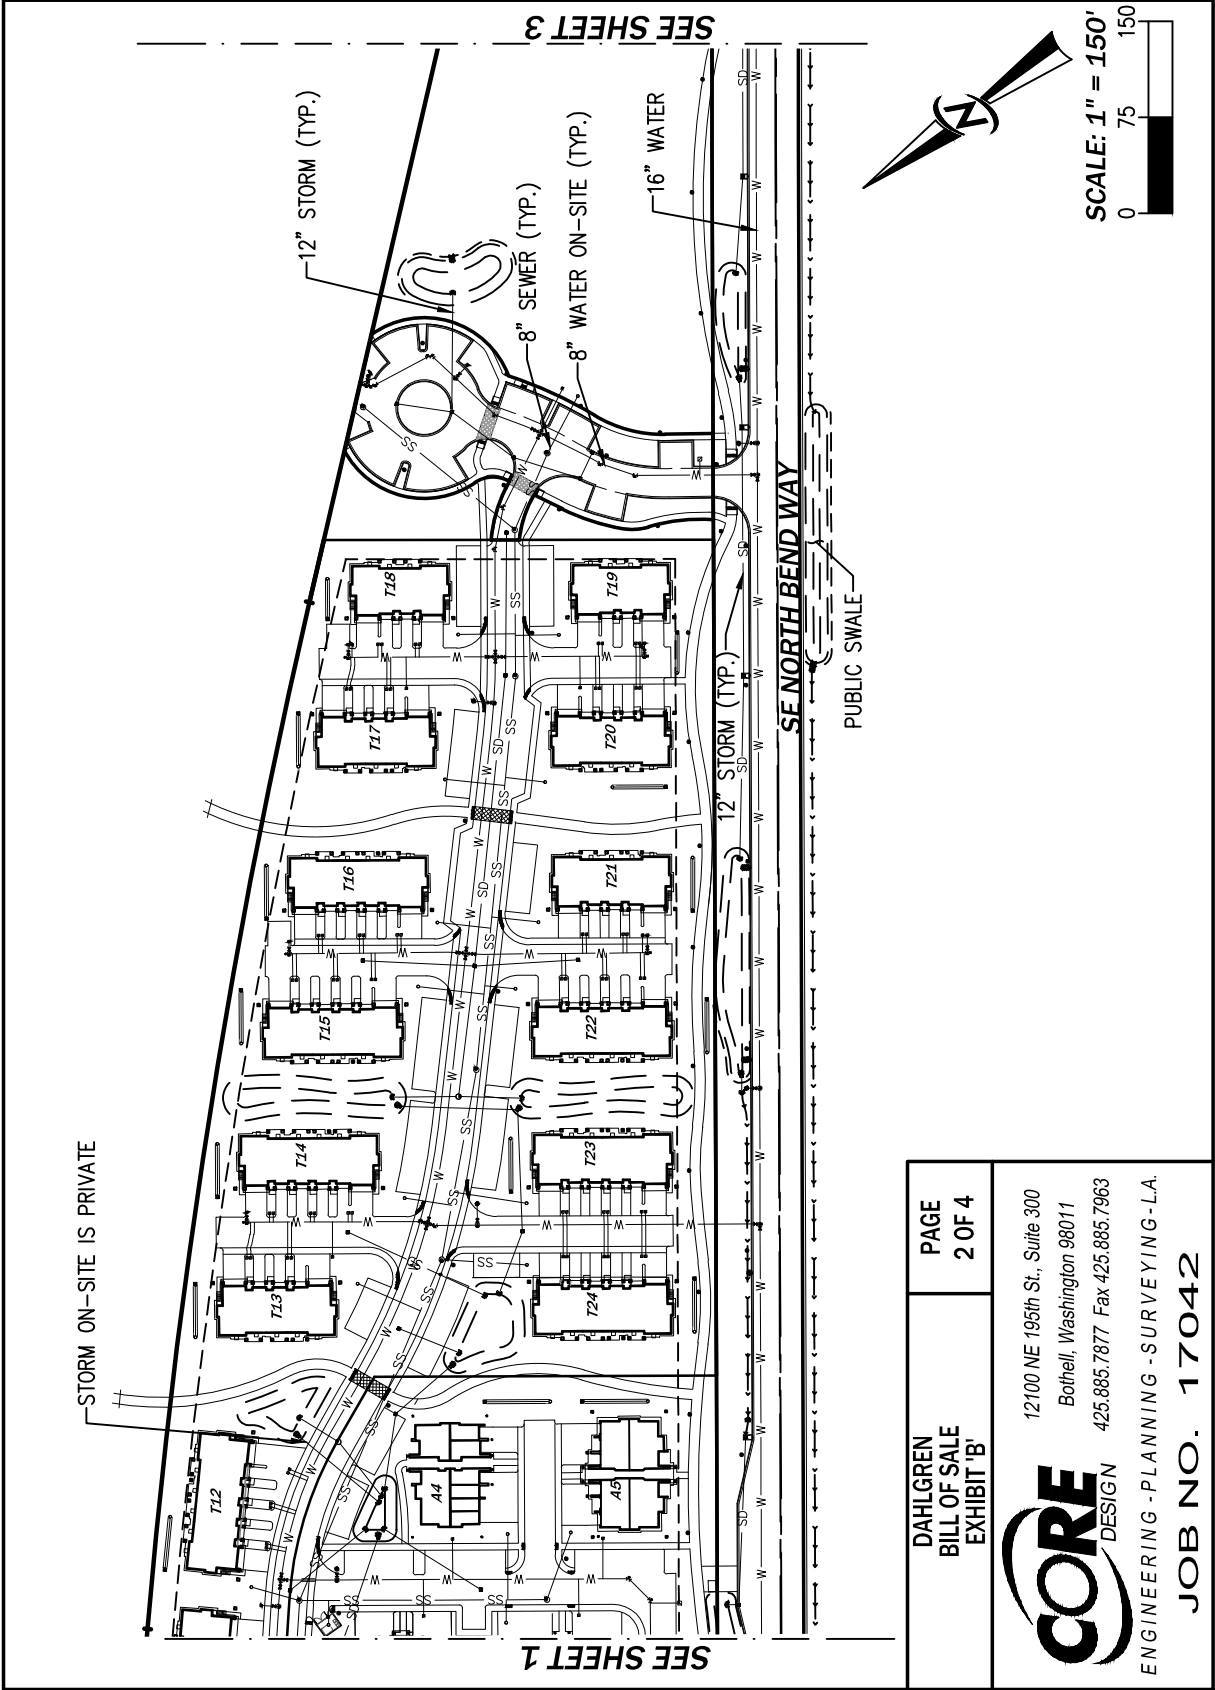 SEE SHEET 3
12" STORM (TYP.)
8" SEWER (TYP.)
8" WATER ON-SITE (TYP.)
16" WATER
SCALE: 1" = 150'
0 75 150
N
SE NORTH BEND WAY
PUBLIC SWALE
12" STORM (TYP.)
STORM ON-SITE IS PRIVATE
T18
T19
T17
T20
T16
T21
T15
T22
T14
T23
T13
T24
T12
A4
A5
W
SD
SS
SEE SHEET 1
DAHLGREN
BILL OF SALE
EXHIBIT 'B'
PAGE
2 OF 4
CORE
DESIGN
12100 NE 195th St., Suite 300
Bothell, Washington 98011
425.885.7877 Fax 425.885.7963
ENGINEERING - PLANNING - SURVEYING - L.A.
JOB NO. 17042